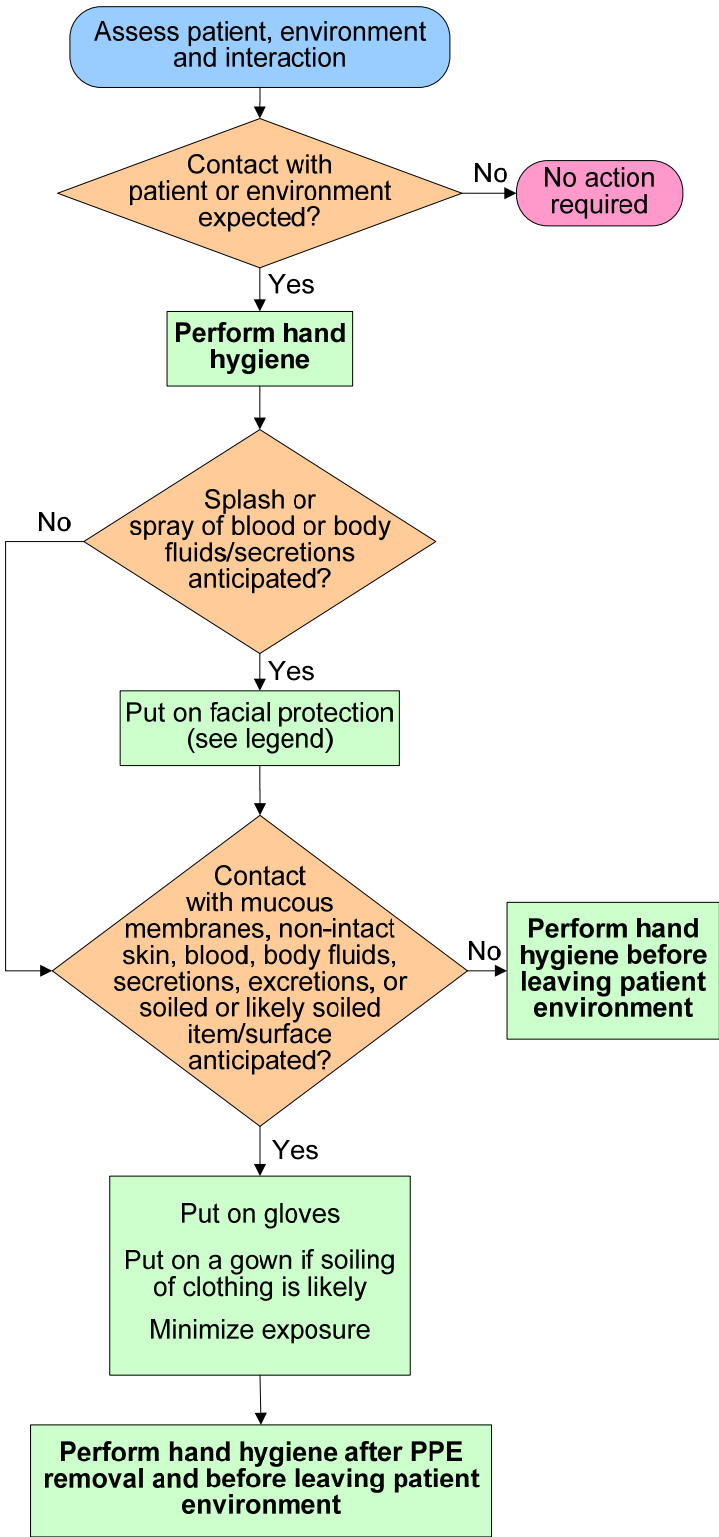 Assess patient, environment
and interaction
Contact with
patient or environment
expected?
No
No action
required
Yes
Perform hand
hygiene
Splash or
spray of blood or body
fluids/secretions
anticipated?
No
Yes
Put on facial protection
(see legend)
Contact
with mucous
membranes, non-intact
skin, blood, body fluids,
secretions, excretions, or
soiled or likely soiled
item/surface
anticipated?
No
Perform hand
hygiene before
leaving patient
environment
Yes
Put on gloves
Put on a gown if soiling
of clothing is likely
Minimize exposure
Perform hand hygiene after PPE
removal and before leaving patient
environment